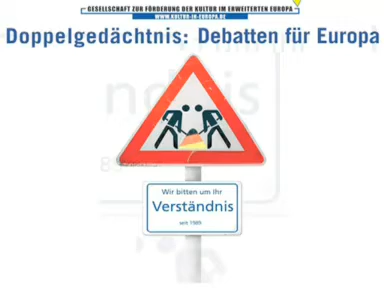 GESELLSCHAFT ZUR FÖRDERUNG DER KULTUR IM ERWEITERTEN EUROPA
WWW.KULTUR-IN-EUROPA.DE
Doppelgedächtnis: Debatten für Europa
Wir bitten um Ihr
Verständnis
seit 1989